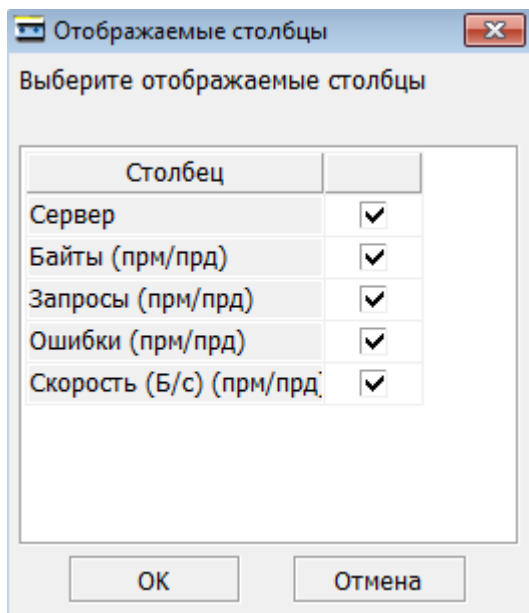 Отображаемые столбцы
Выберите отображаемые столбцы
Столбец
Сервер
Байты (прм/прд)
Запросы (прм/прд)
Ошибки (прм/прд)
Скорость (Б/с) (прм/прд)
OK
Отмена